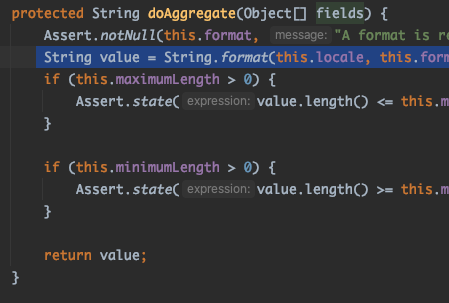 protected String doAggregate(Object[] fields) {
Assert.notNull(this.format, message: "A format is re
String value = String.format(this.locale, this.form
if (this.maximumLength > 0) {
Assert.state( expression: value.length() <= this.m
}
if (this.minimumLength > 0) {
Assert.state( expression: value.length() >= this.m
}
return value;
}